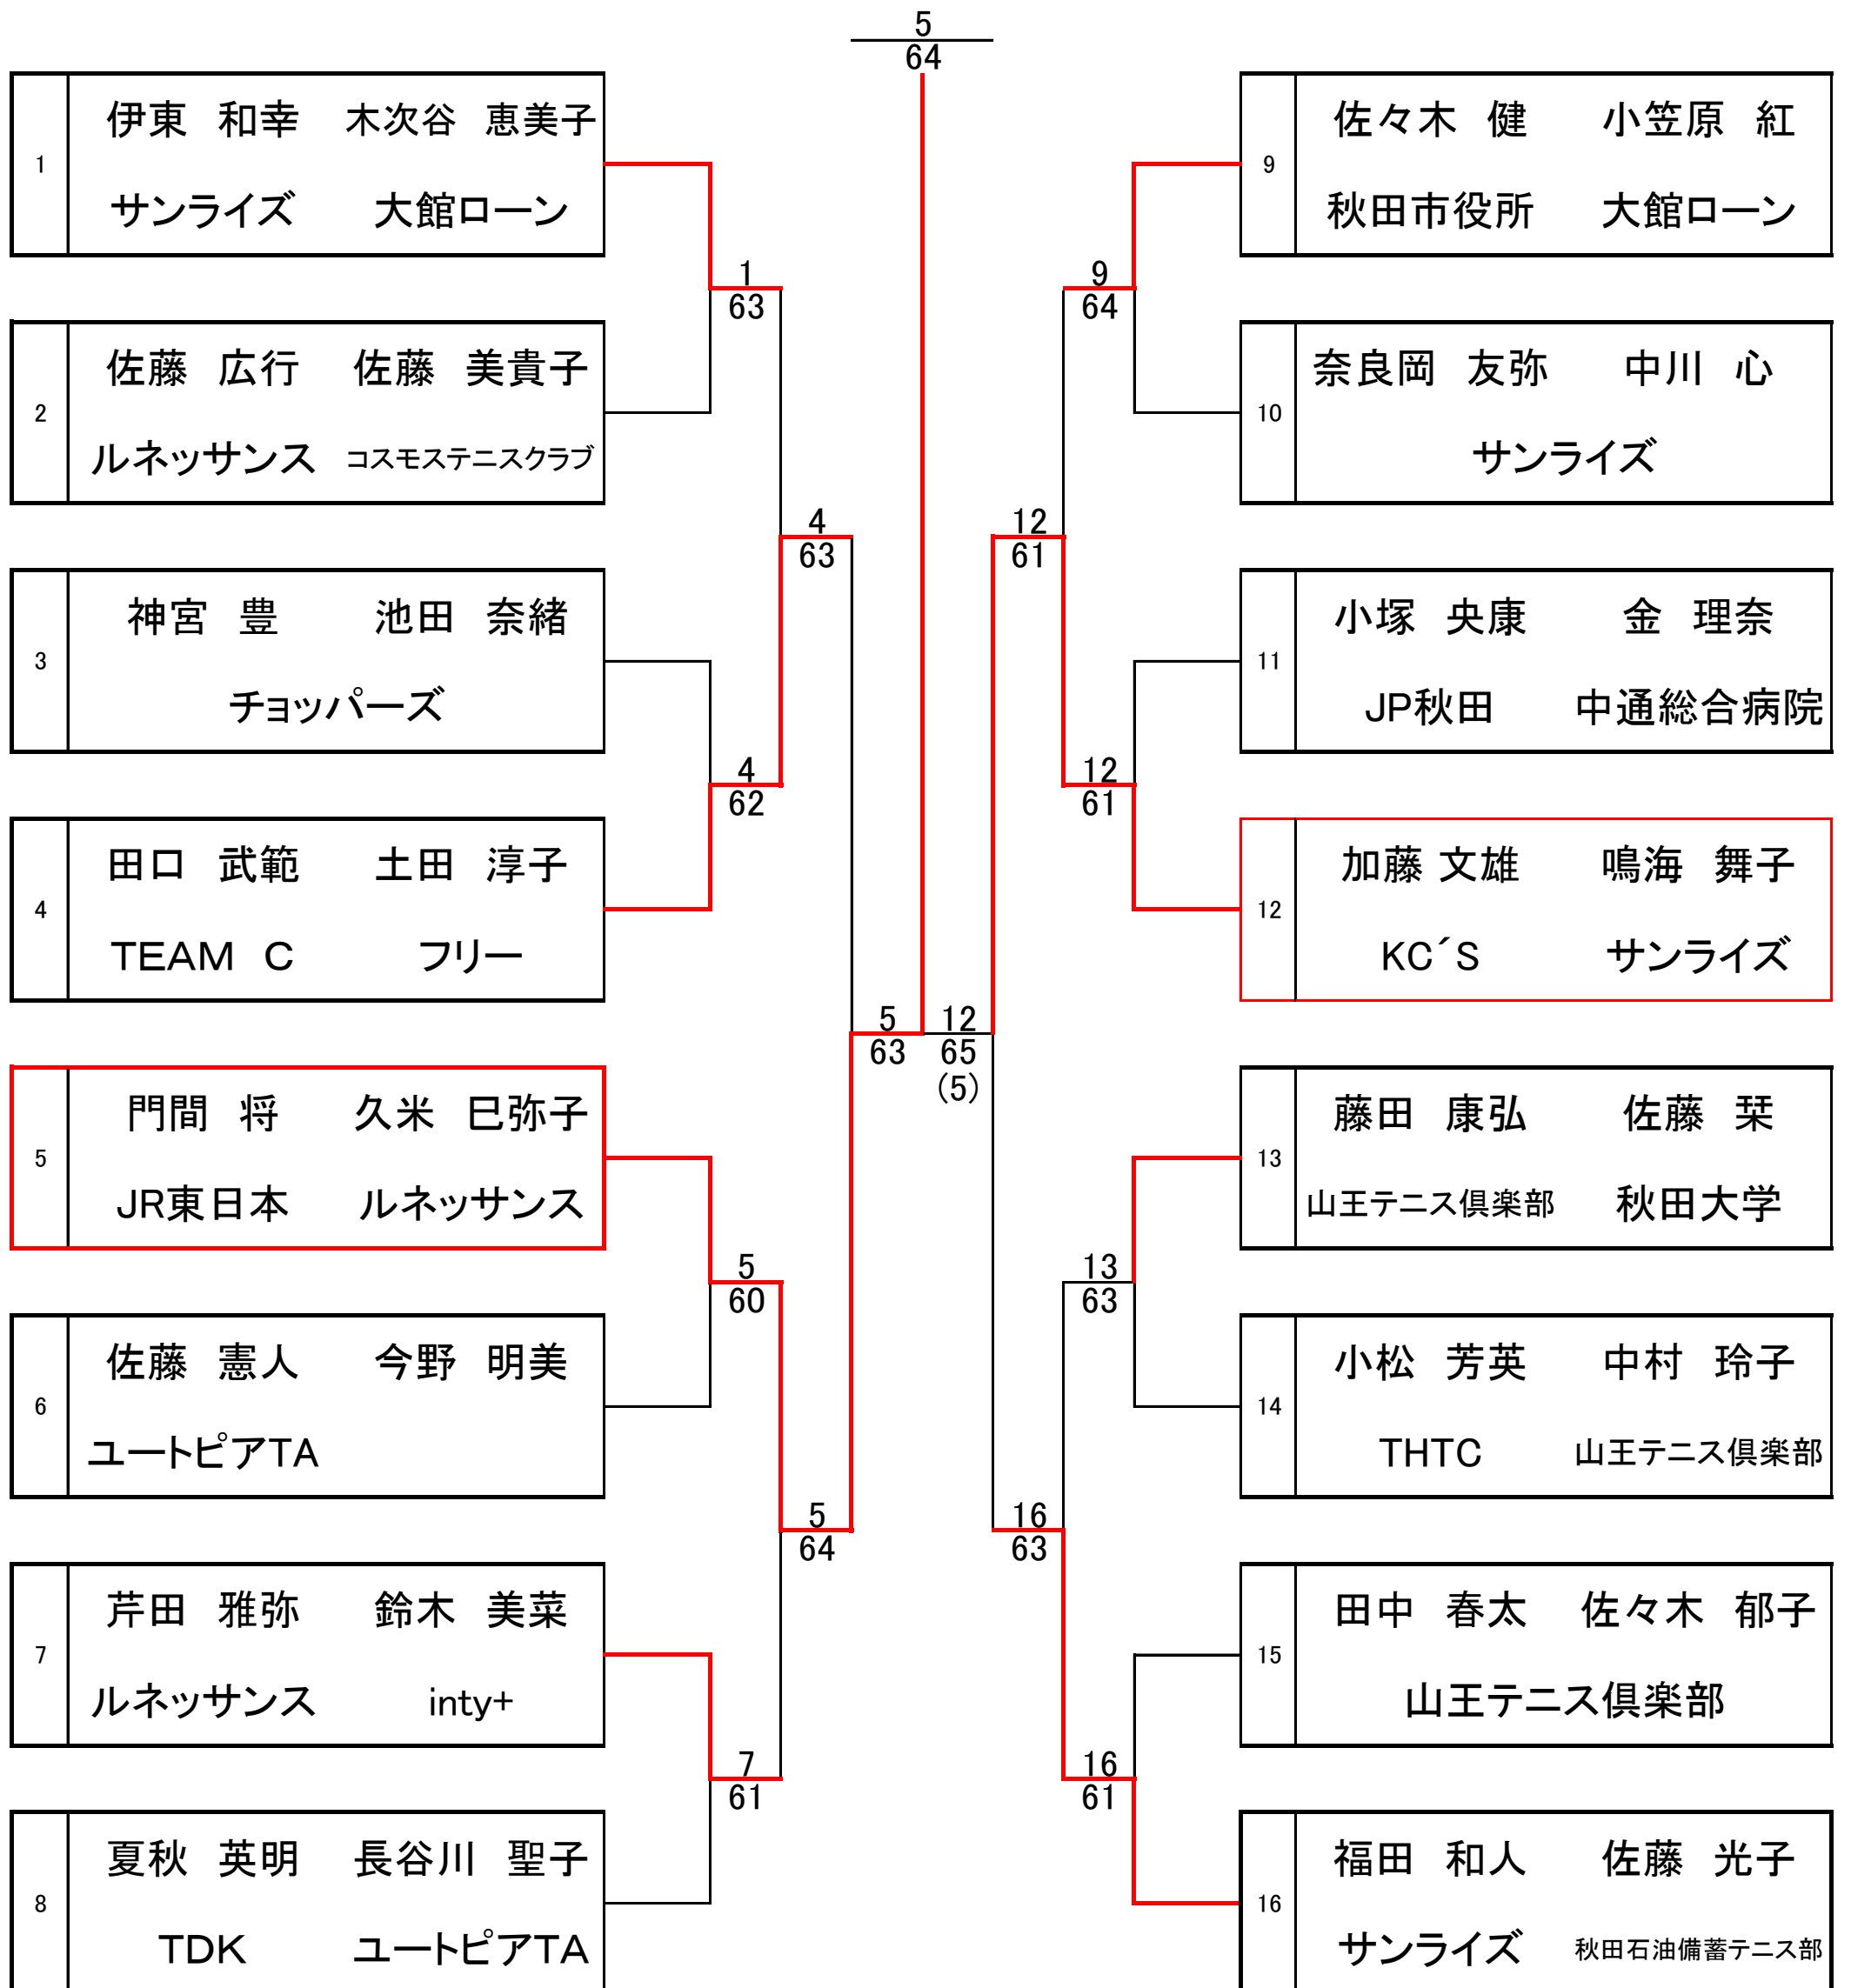 5
64
1
伊東 和幸 木次谷 恵美子
サンライズ 大館ローン
2
佐藤 広行 佐藤 美貴子
ルネッサンス コスモステニスクラブ
3
神宮 豊 池田 奈緒
チョッパーズ
4
田口 武範 土田 淳子
TEAM C フリー
5
門間 将 久米 巳弥子
JR東日本 ルネッサンス
6
佐藤 憲人 今野 明美
ユートピアTA
7
芹田 雅弥 鈴木 美菜
ルネッサンス inty+
8
夏秋 英明 長谷川 聖子
TDK ユートピアTA
1
63
4
62
5
60
7
61
4
63
5
64
5
63
12
65
(5)
12
61
16
63
9
64
12
61
13
63
16
61
9
佐々木 健 小笠原 紅
秋田市役所 大館ローン
10
奈良岡 友弥 中川 心
サンライズ
11
小塚 央康 金 理奈
JP秋田 中通総合病院
12
加藤 文雄 鳴海 舞子
KC´S サンライズ
13
藤田 康弘 佐藤 栞
山王テニス倶楽部 秋田大学
14
小松 芳英 中村 玲子
THTC 山王テニス倶楽部
15
田中 春太 佐々木 郁子
山王テニス倶楽部
16
福田 和人 佐藤 光子
サンライズ 秋田石油備蓄テニス部